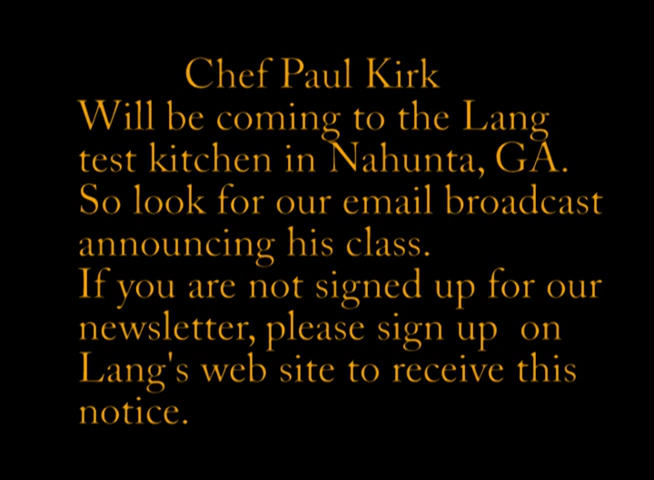 Chef Paul Kirk
Will be coming to the Lang
test kitchen in Nahunta, GA.
So look for our email broadcast
announcing his class.
If you are not signed up for our
newsletter, please sign up  on
Lang's web site to receive this
notice.